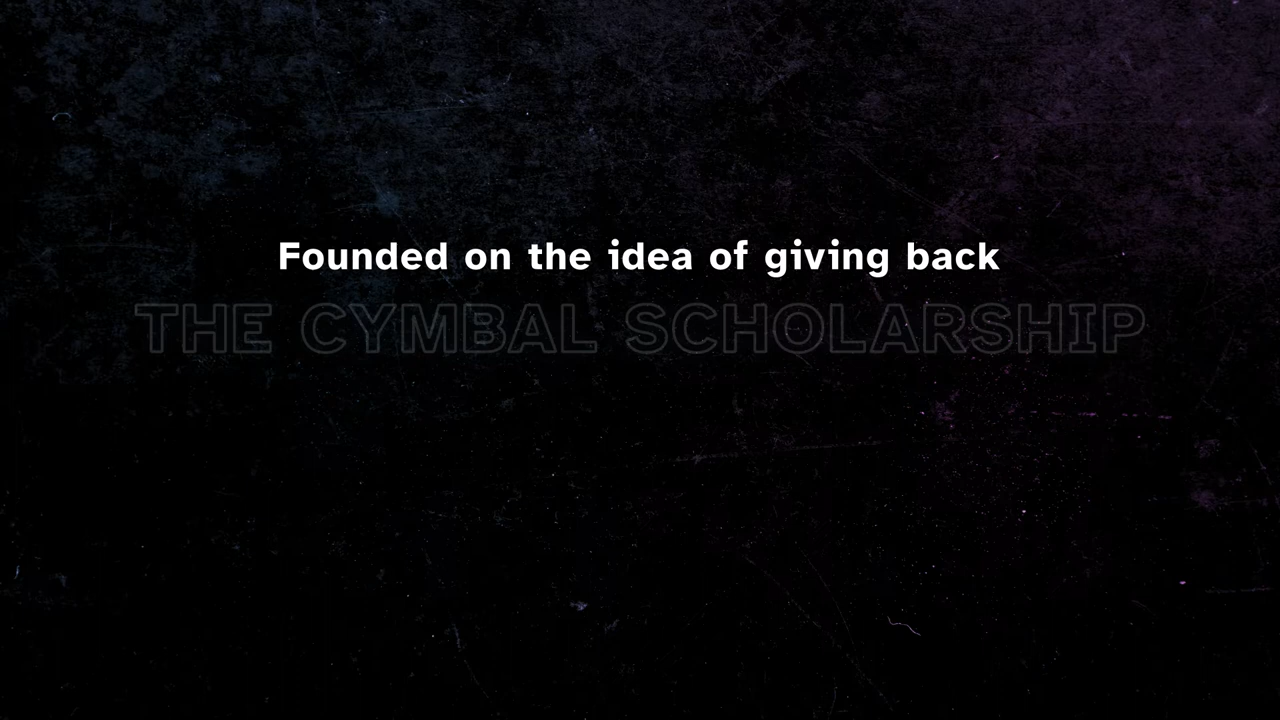 Founded on the idea of giving back
THE CYMBAL SCHOLARSHIP